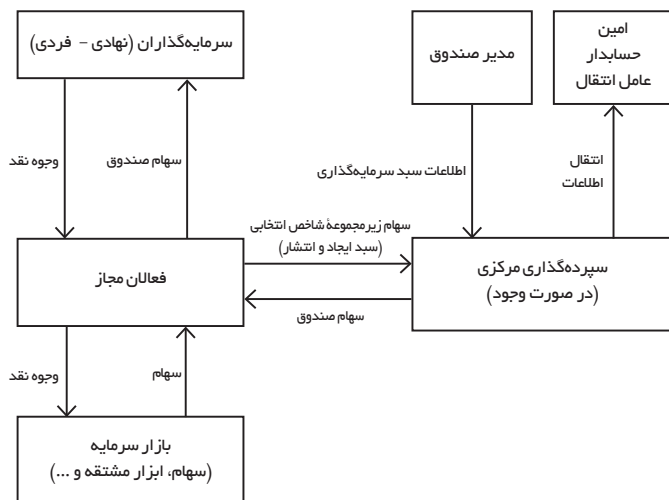 سرمایه‌گذاران (نهادی - فردی)
مدیر صندوق
امین
حسابدار
عامل انتقال
وجوه نقد
سهام صندوق
اطلاعات سبد سرمایه‌گذاری
انتقال
اطلاعات
سهام زیرمجموعۀ شاخص انتخابی
(سبد ایجاد و انتشار)
فعالان مجاز
سپرده‌گذاری مرکزی
(در صورت وجود)
سهام صندوق
وجوه نقد
سهام
بازار سرمایه
(سهام، ابزار مشتقه و ...)